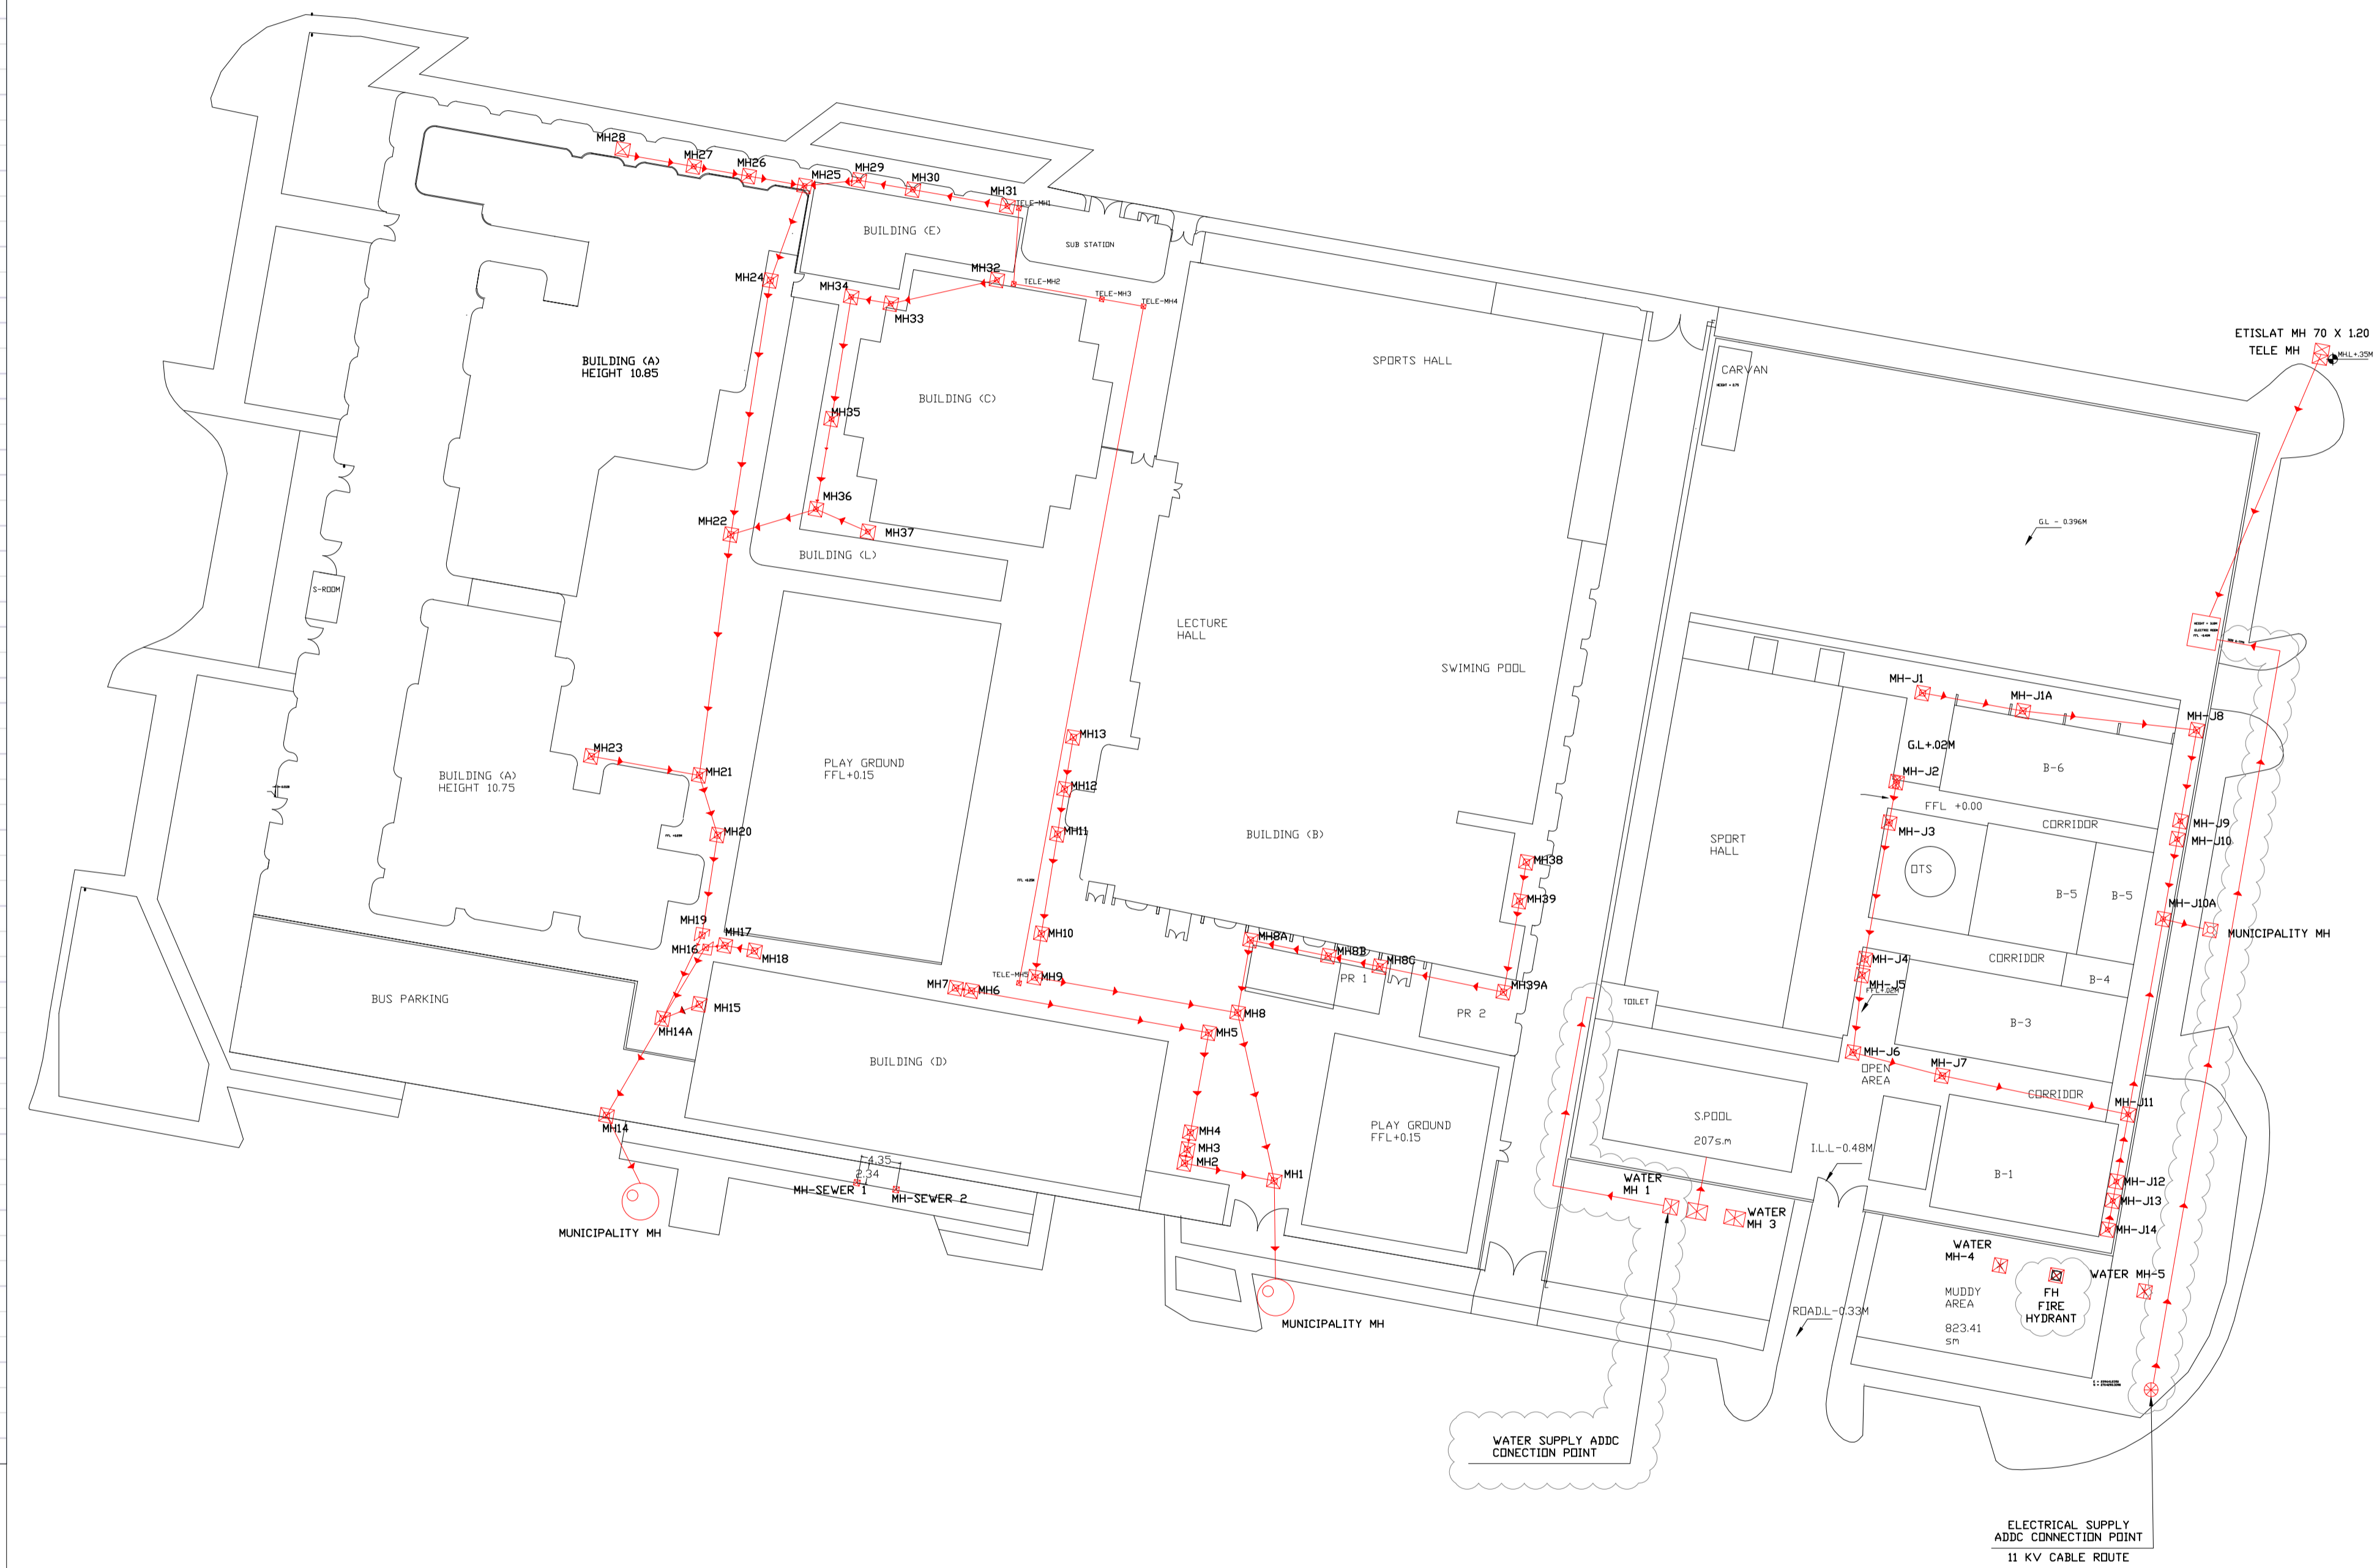 MH28
MH27
MH26
MH25
MH29
MH30
MH31
TELE-MH1
BUILDING (E)
SUB STATION
MH24
MH34
MH33
MH32
TELE-MH2
TELE-MH3
TELE-MH4
BUILDING (A)
HEIGHT 10.85
BUILDING (C)
SPORTS HALL
CARVAN
ETISLAT MH 70 X 1.20
TELE MH
MH.L+.35M
MH35
MH36
MH37
MH22
BUILDING (L)
G.L - 0.396M
S-ROOM
LECTURE
HALL
SWIMING POOL
MH-J1
MH-J1A
MH-J8
G.L+.02M
B-6
MH-J2
FFL +0.00
MH-J3
CORRIDOR
MH-J9
MH-J10
MH13
MH12
MH11
MH23
MH21
BUILDING (A)
HEIGHT 10.75
PLAY GROUND
FFL+0.15
MH20
BUILDING (B)
SPORT
HALL
OTS
B-5
B-5
MH38
MH39
MH-J10A
MUNICIPALITY MH
MH19
MH17
MH16
MH18
MH10
MH8A
MH8B
MH8C
MH-J4
CORRIDOR
B-4
MH-J5
FFL+.02M
TELE-MH5
MH9
MH7
MH6
PR 1
MH39A
TOILET
BUS PARKING
MH15
MH14A
MH8
PR 2
MH5
B-3
MH-J6
MH-J7
OPEN
AREA
CORRIDOR
MH-J11
BUILDING (D)
MH14
MH4
MH3
MH2
MH1
PLAY GROUND
FFL+0.15
S.POOL
207s.m
I.L.L-0.48M
B-1
4.35
2.34
MH-SEWER 1
MH-SEWER 2
MUNICIPALITY MH
WATER
MH 1
WATER
MH 3
MH-J12
MH-J13
MH-J14
WATER
MH-4
WATER MH-5
MUDDY
AREA
823.41
sm
FH
FIRE
HYDRANT
ROAD.L-0.33M
MUNICIPALITY MH
WATER SUPPLY ADDC
CONECTION POINT
ELECTRICAL SUPPLY
ADDC CONNECTION POINT
11 KV CABLE ROUTE